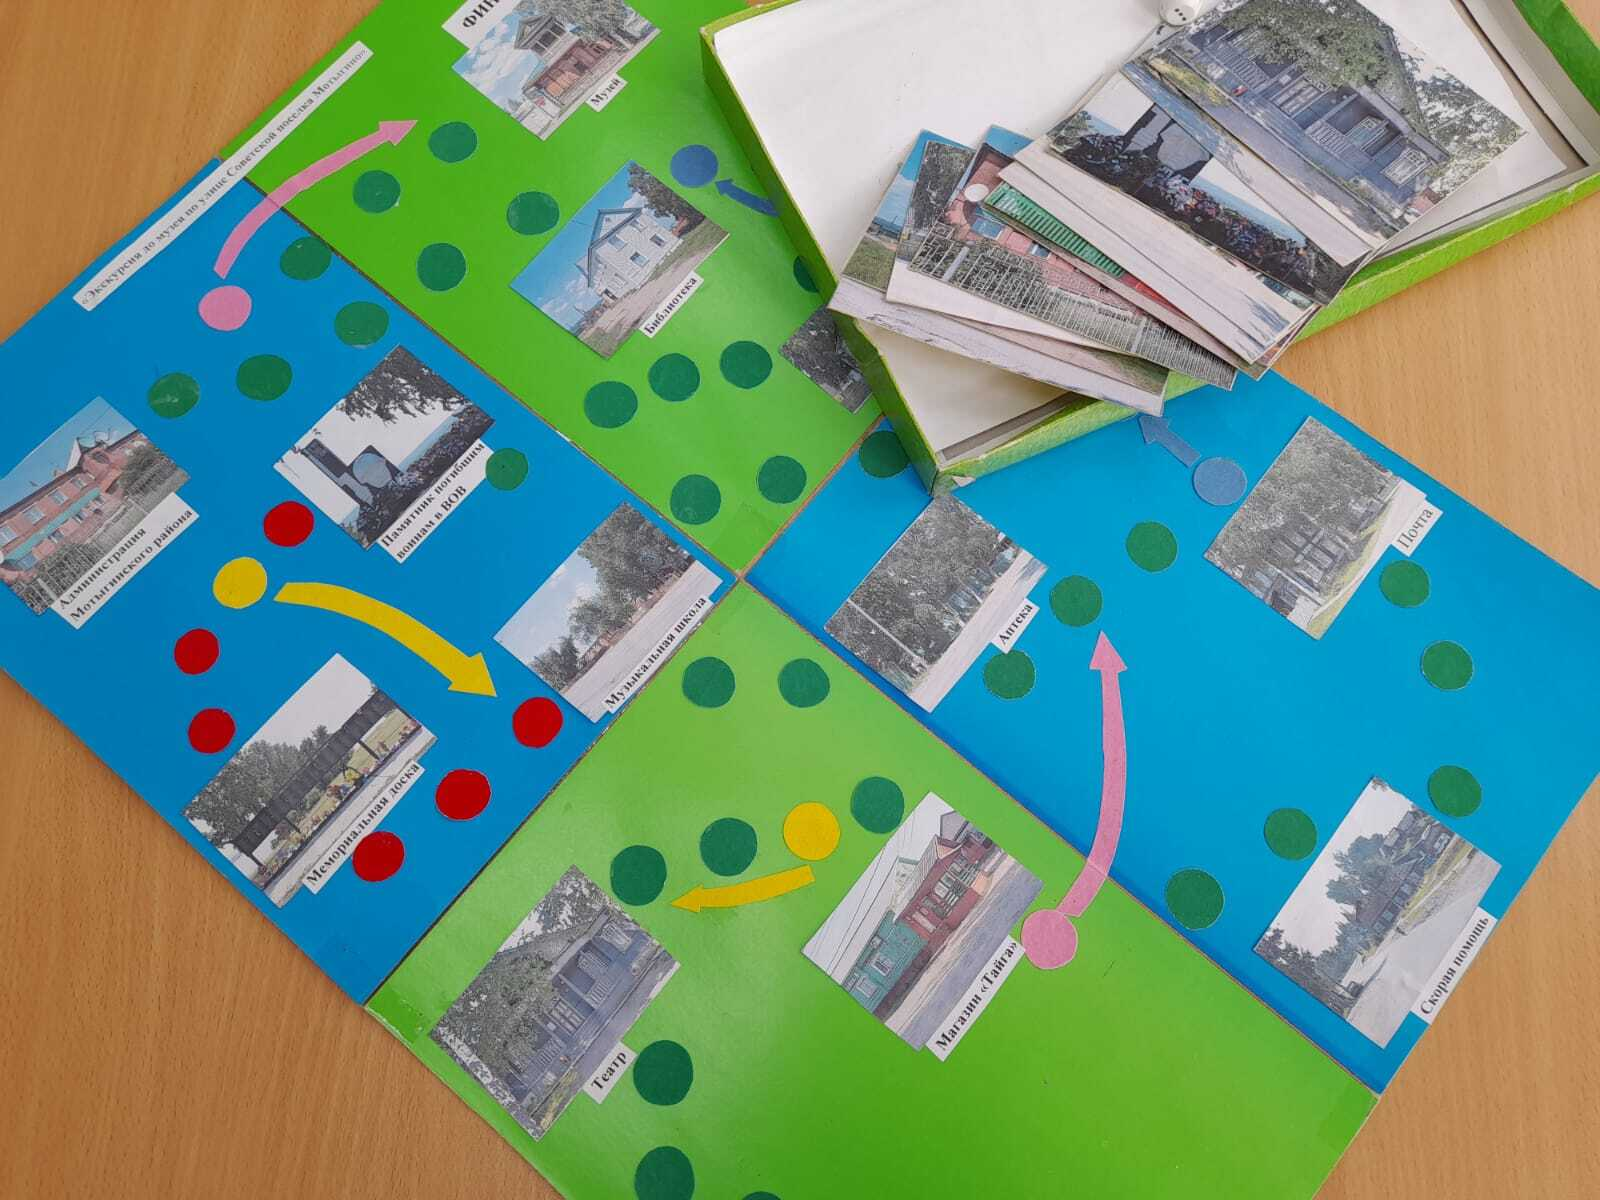 «Экскурсия до музея по улице Советской поселка Мотыгино»
ФИН
Музей
Библиотека
Администрация
Мотыгинского района
Памятник погибшим
воинам в ВОВ
Музыкальная школа
Мемориальная доска
Аптека
Почта
Скорая помощь
Магазин «Тайга»
Театр